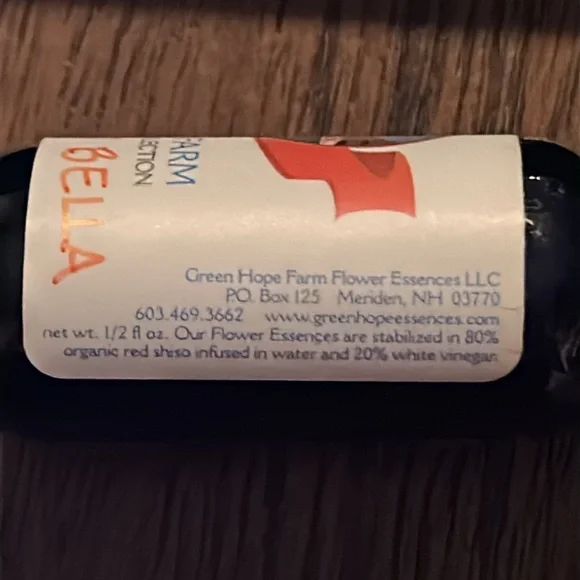 FARM
BELLA
Green Hope Farm Flower Essences LLC
P.O. Box 125 Meriden, NH 03770
603.469.3662 www.greenhopeessences.com
net wt. 1/2 fl oz. Our Flower Essences are stabilized in 80%
organic red shiso infused in water and 20% white vinegar.